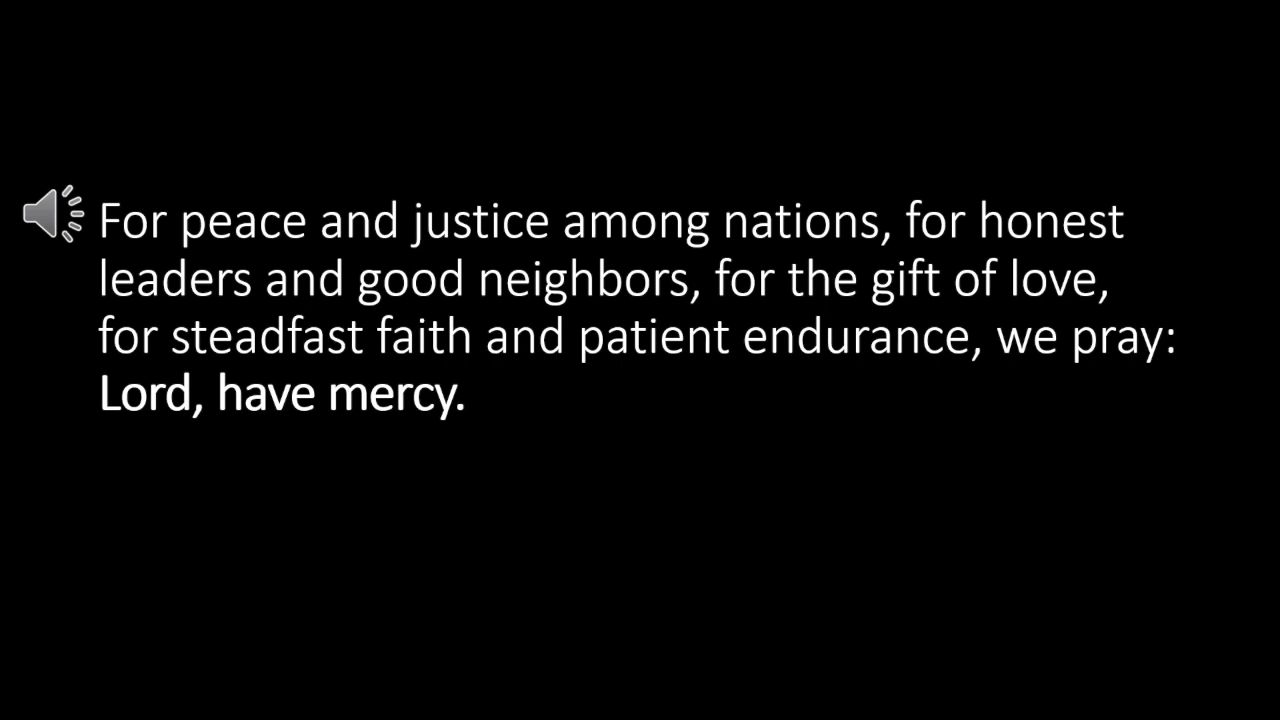 For peace and justice among nations, for honest
leaders and good neighbors, for the gift of love,
for steadfast faith and patient endurance, we pray:
Lord, have mercy.